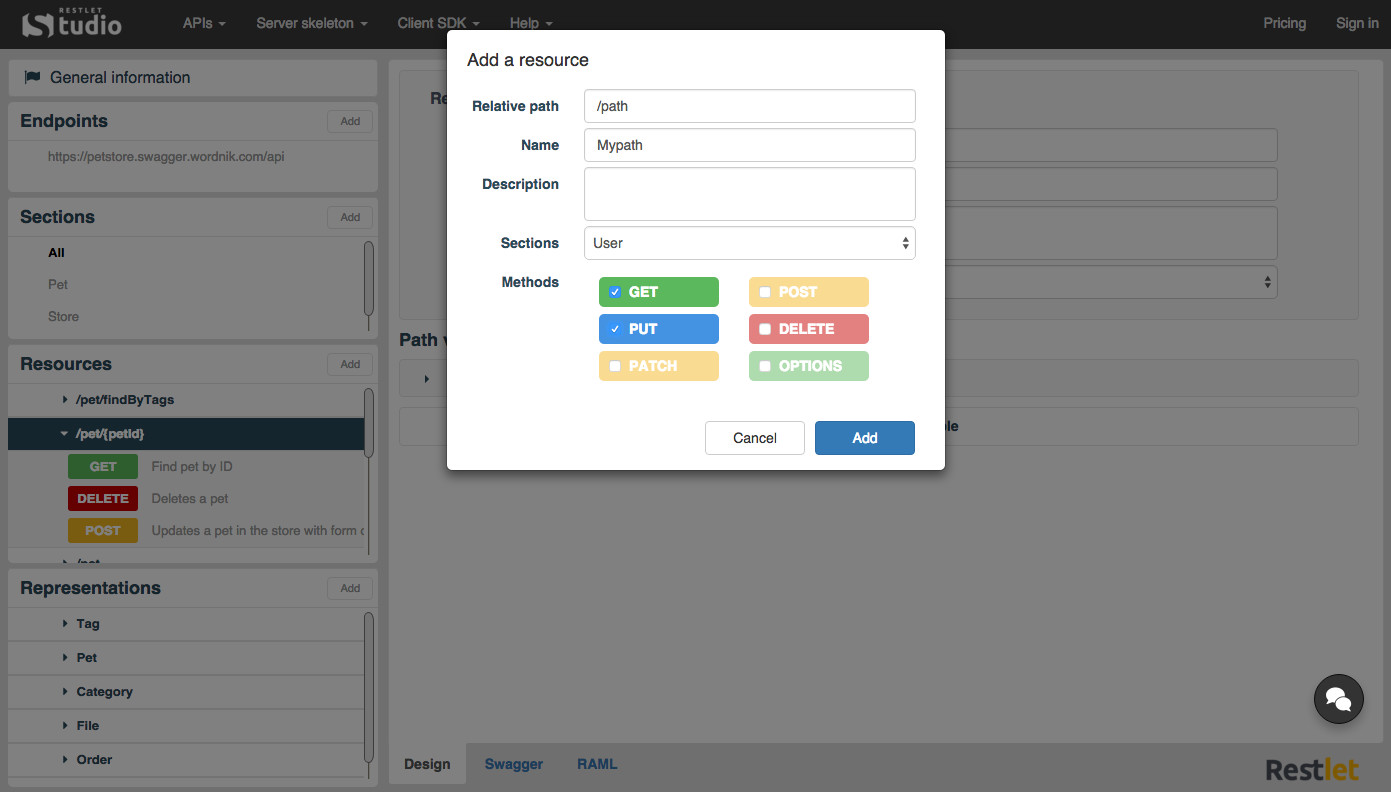 RESTLET
Studio
APIs
Server skeleton
Client SDK
Help
Pricing
Sign in
General information
Endpoints
Add
https://petstore.swagger.wordnik.com/api
Sections
Add
All
Pet
Store
Resources
Add
/pet/findByTags
/pet/{petId}
GET Find pet by ID
DELETE Deletes a pet
POST Updates a pet in the store with form
Representations
Add
Tag
Pet
Category
File
Order
Add a resource
Relative path /path
Name Mypath
Description
Sections User
Methods
GET POST
PUT DELETE
PATCH OPTIONS
Cancel Add
Path
Design Swagger RAML
Restlet